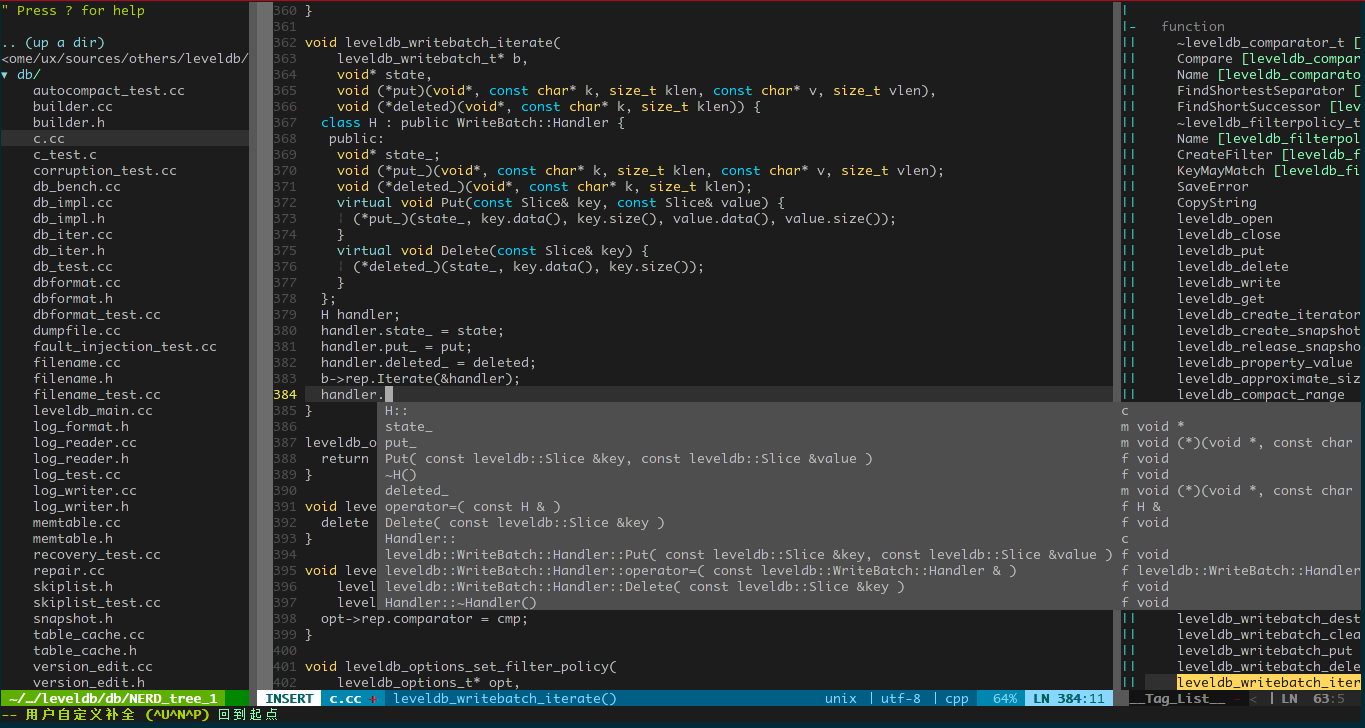 " Press ? for help
.. (up a dir)
<ome/ux/sources/others/leveldb/
▼ db/
autocompact_test.cc
builder.cc
builder.h
c.cc
c_test.c
corruption_test.cc
db_bench.cc
db_impl.cc
db_impl.h
db_iter.cc
db_iter.h
db_test.cc
dbformat.cc
dbformat.h
dbformat_test.cc
dumpfile.cc
fault_injection_test.cc
filename.cc
filename.h
filename_test.cc
leveldb_main.cc
log_format.h
log_reader.cc
log_reader.h
log_test.cc
log_writer.cc
log_writer.h
memtable.cc
memtable.h
recovery_test.cc
repair.cc
skiplist.h
skiplist_test.cc
snapshot.h
table_cache.cc
table_cache.h
version_edit.cc
version_edit.h
~/…/leveldb/db/NERD_tree_1
360 }
361
362 void leveldb_writebatch_iterate(
363     leveldb_writebatch_t* b,
364     void* state,
365     void (*put)(void*, const char* k, size_t klen, const char* v, size_t vlen),
366     void (*deleted)(void*, const char* k, size_t klen)) {
367   class H : public WriteBatch::Handler {
368    public:
369     void* state_;
370     void (*put_)(void*, const char* k, size_t klen, const char* v, size_t vlen);
371     void (*deleted_)(void*, const char* k, size_t klen);
372     virtual void Put(const Slice& key, const Slice& value) {
373     ¦ (*put_)(state_, key.data(), key.size(), value.data(), value.size());
374     }
375     virtual void Delete(const Slice& key) {
376     ¦ (*deleted_)(state_, key.data(), key.size());
377     }
378   };
379   H handler;
380   handler.state_ = state;
381   handler.put_ = put;
382   handler.deleted_ = deleted;
383   b->rep.Iterate(&handler);
384   handler.
385 }
386
387 leveldb_o
388   return
389 }
390
391 void leve
392   delete
393 }
394
395 void leve
396     level
397     level
398   opt->rep.comparator = cmp;
399 }
400
401 void leveldb_options_set_filter_policy(
402     leveldb_options_t* opt,
H:: c
state_ m void *
put_ m void (*)(void *, const char
Put( const leveldb::Slice &key, const leveldb::Slice &value ) f void
~H() f void
deleted_ m void (*)(void *, const char
operator=( const H & ) f H &
Delete( const leveldb::Slice &key ) f void
Handler:: c
leveldb::WriteBatch::Handler::Put( const leveldb::Slice &key, const leveldb::Slice &value ) f void
leveldb::WriteBatch::Handler::operator=( const leveldb::WriteBatch::Handler & ) f leveldb::WriteBatch::Handler
leveldb::WriteBatch::Handler::Delete( const leveldb::Slice &key ) f void
Handler::~Handler() f void
INSERT c.cc + leveldb_writebatch_iterate() unix | utf-8 | cpp 64% LN 384:11
|
|- function
|| ~leveldb_comparator_t [
|| Compare [leveldb_compar
|| Name [leveldb_comparato
|| FindShortestSeparator [
|| FindShortSuccessor [lev
|| ~leveldb_filterpolicy_t
|| Name [leveldb_filterpol
|| CreateFilter [leveldb_f
|| KeyMayMatch [leveldb_fi
|| SaveError
|| CopyString
|| leveldb_open
|| leveldb_close
|| leveldb_put
|| leveldb_delete
|| leveldb_write
|| leveldb_get
|| leveldb_create_iterator
|| leveldb_create_snapshot
|| leveldb_release_snapsho
|| leveldb_property_value
|| leveldb_approximate_siz
|| leveldb_compact_range
|| leveldb_writebatch_dest
|| leveldb_writebatch_clea
|| leveldb_writebatch_put
|| leveldb_writebatch_dele
|| leveldb_writebatch_iter
__Tag_List__ - < | LN 63:5
-- 用户自定义补全 (^U^N^P) 回到起点